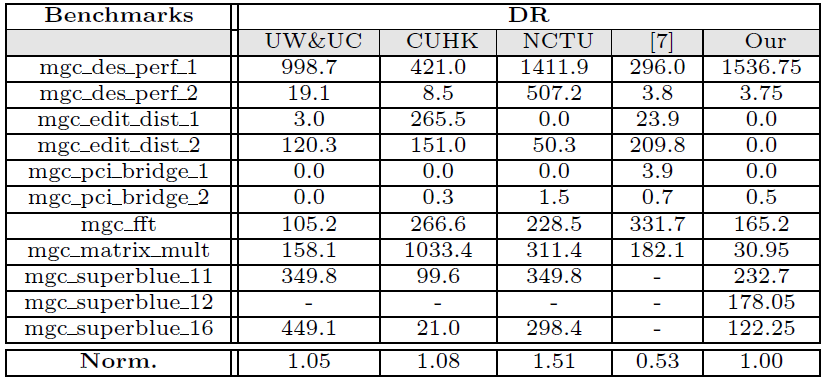 Benchmarks DR
UW&UC CUHK NCTU [7] Our
mgc_des_perf_1 998.7 421.0 1411.9 296.0 1536.75
mgc_des_perf_2 19.1 8.5 507.2 3.8 3.75
mgc_edit_dist_1 3.0 265.5 0.0 23.9 0.0
mgc_edit_dist_2 120.3 151.0 50.3 209.8 0.0
mgc_pci_bridge_1 0.0 0.0 0.0 3.9 0.0
mgc_pci_bridge_2 0.0 0.3 1.5 0.7 0.5
mgc_fft 105.2 266.6 228.5 331.7 165.2
mgc_matrix_mult 158.1 1033.4 311.4 182.1 30.95
mgc_superblue_11 349.8 99.6 349.8 - 232.7
mgc_superblue_12 - - - - 178.05
mgc_superblue_16 449.1 21.0 298.4 - 122.25
Norm. 1.05 1.08 1.51 0.53 1.00